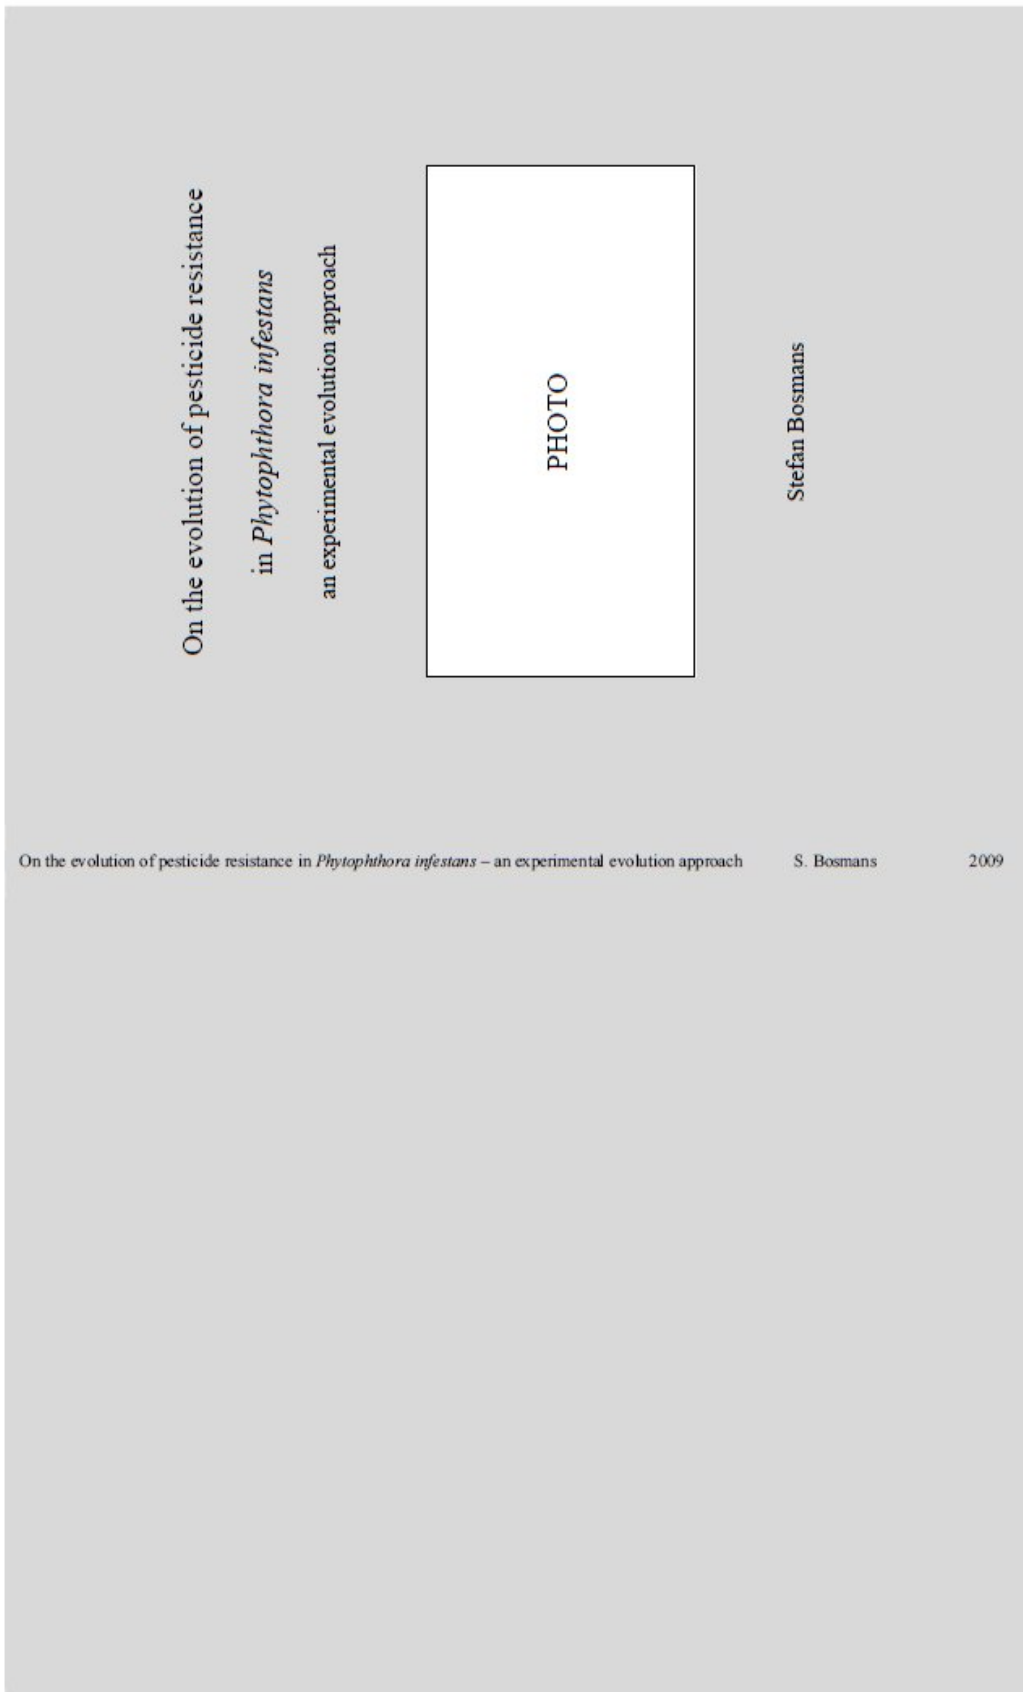 On the evolution of pesticide resistance
in Phytophthora infestans
an experimental evolution approach
PHOTO
Stefan Bosmans
On the evolution of pesticide resistance in Phytophthora infestans – an experimental evolution approach S. Bosmans 2009